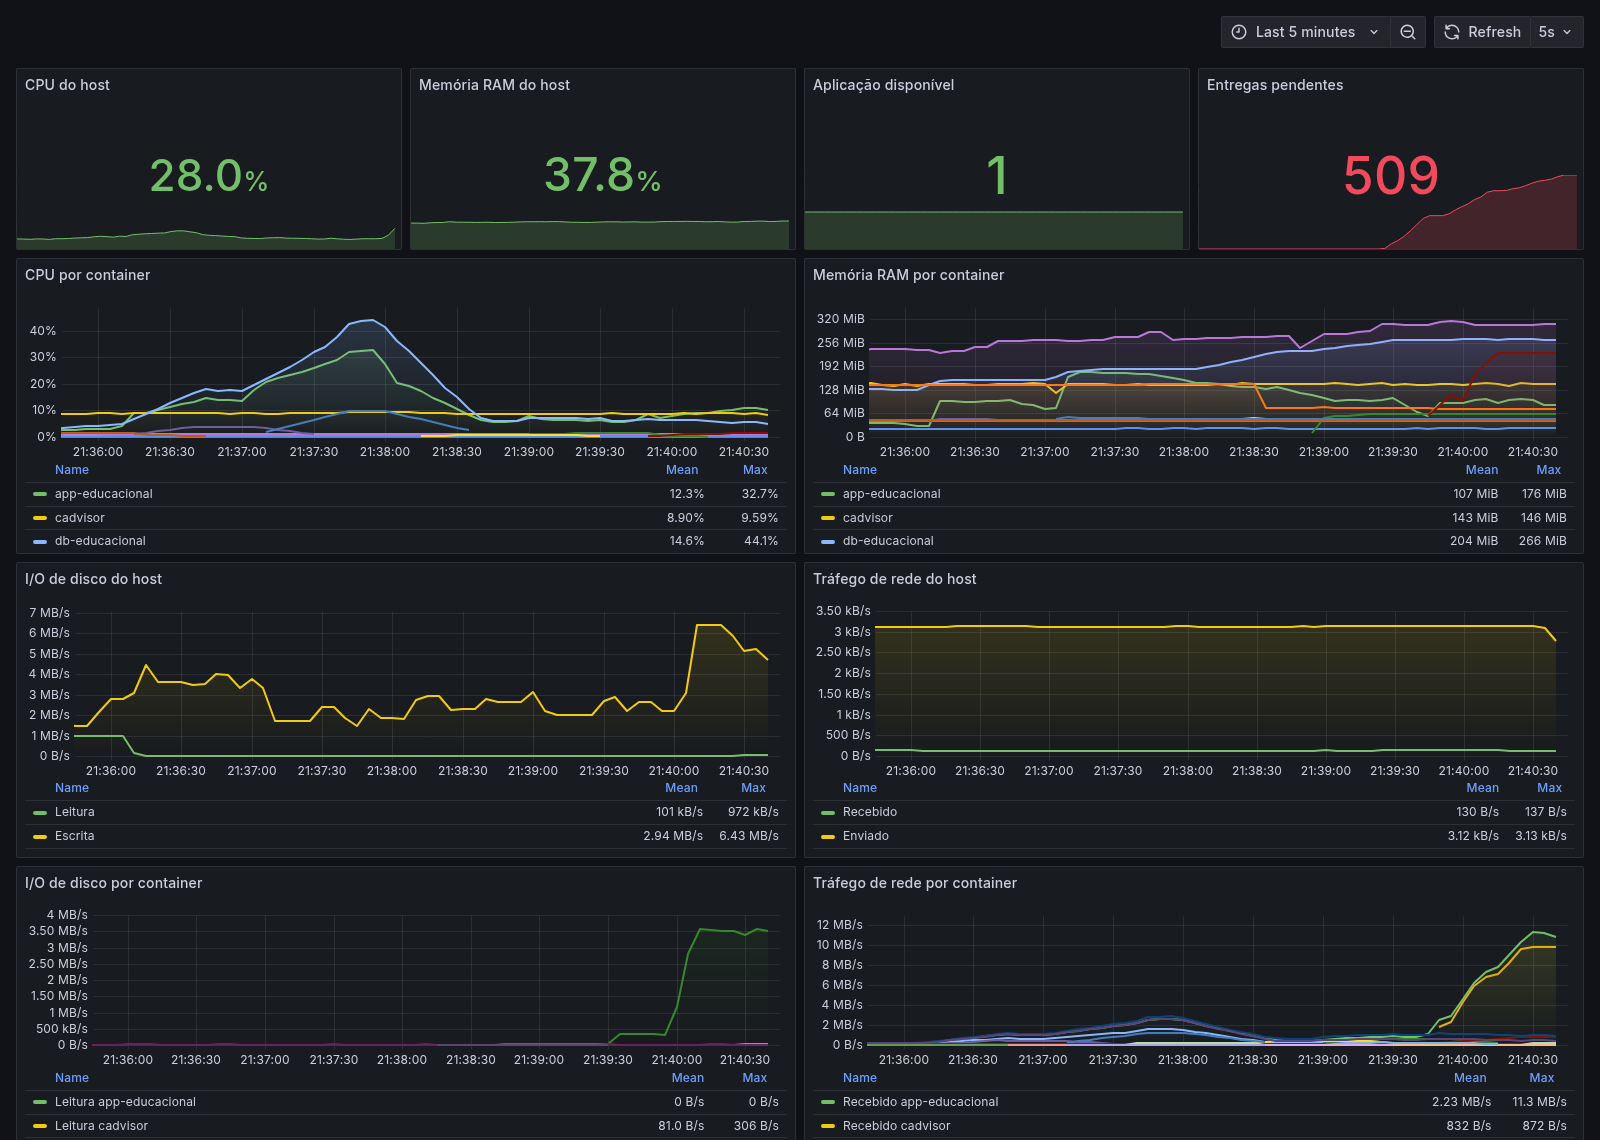 Last 5 minutes
Refresh
5s
CPU do host
28.0%
Memória RAM do host
37.8%
Aplicação disponível
1
Entregas pendentes
509
CPU por container
40%
30%
20%
10%
0%
21:36:00 21:36:30 21:37:00 21:37:30 21:38:00 21:38:30 21:39:00 21:39:30 21:40:00 21:40:30
Name Mean Max
app-educacional 12.3% 32.7%
cadvisor 8.90% 9.59%
db-educacional 14.6% 44.1%
Memória RAM por container
320 MiB
256 MiB
192 MiB
128 MiB
64 MiB
0 B
21:36:00 21:36:30 21:37:00 21:37:30 21:38:00 21:38:30 21:39:00 21:39:30 21:40:00 21:40:30
Name Mean Max
app-educacional 107 MiB 176 MiB
cadvisor 143 MiB 146 MiB
db-educacional 204 MiB 266 MiB
I/O de disco do host
7 MB/s
6 MB/s
5 MB/s
4 MB/s
3 MB/s
2 MB/s
1 MB/s
0 B/s
21:36:00 21:36:30 21:37:00 21:37:30 21:38:00 21:38:30 21:39:00 21:39:30 21:40:00 21:40:30
Name Mean Max
Leitura 101 kB/s 972 kB/s
Escrita 2.94 MB/s 6.43 MB/s
Tráfego de rede do host
3.50 kB/s
3 kB/s
2.50 kB/s
2 kB/s
1.50 kB/s
1 kB/s
500 B/s
0 B/s
21:36:00 21:36:30 21:37:00 21:37:30 21:38:00 21:38:30 21:39:00 21:39:30 21:40:00 21:40:30
Name Mean Max
Recebido 130 B/s 137 B/s
Enviado 3.12 kB/s 3.13 kB/s
I/O de disco por container
4 MB/s
3.50 MB/s
3 MB/s
2.50 MB/s
2 MB/s
1.50 MB/s
1 MB/s
500 kB/s
0 B/s
21:36:00 21:36:30 21:37:00 21:37:30 21:38:00 21:38:30 21:39:00 21:39:30 21:40:00 21:40:30
Name Mean Max
Leitura app-educacional 0 B/s 0 B/s
Leitura cadvisor 81.0 B/s 306 B/s
Tráfego de rede por container
12 MB/s
10 MB/s
8 MB/s
6 MB/s
4 MB/s
2 MB/s
0 B/s
21:36:00 21:36:30 21:37:00 21:37:30 21:38:00 21:38:30 21:39:00 21:39:30 21:40:00 21:40:30
Name Mean Max
Recebido app-educacional 2.23 MB/s 11.3 MB/s
Recebido cadvisor 832 B/s 872 B/s